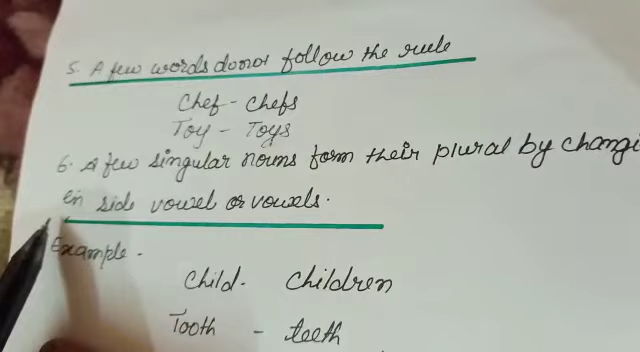 5. A few words donot follow the rule
Chef - Chefs
Toy - Toys
6. A few singular norms form their plural by changi
in side vowel or vowels.
Example -
Child - Children
Tooth - teeth